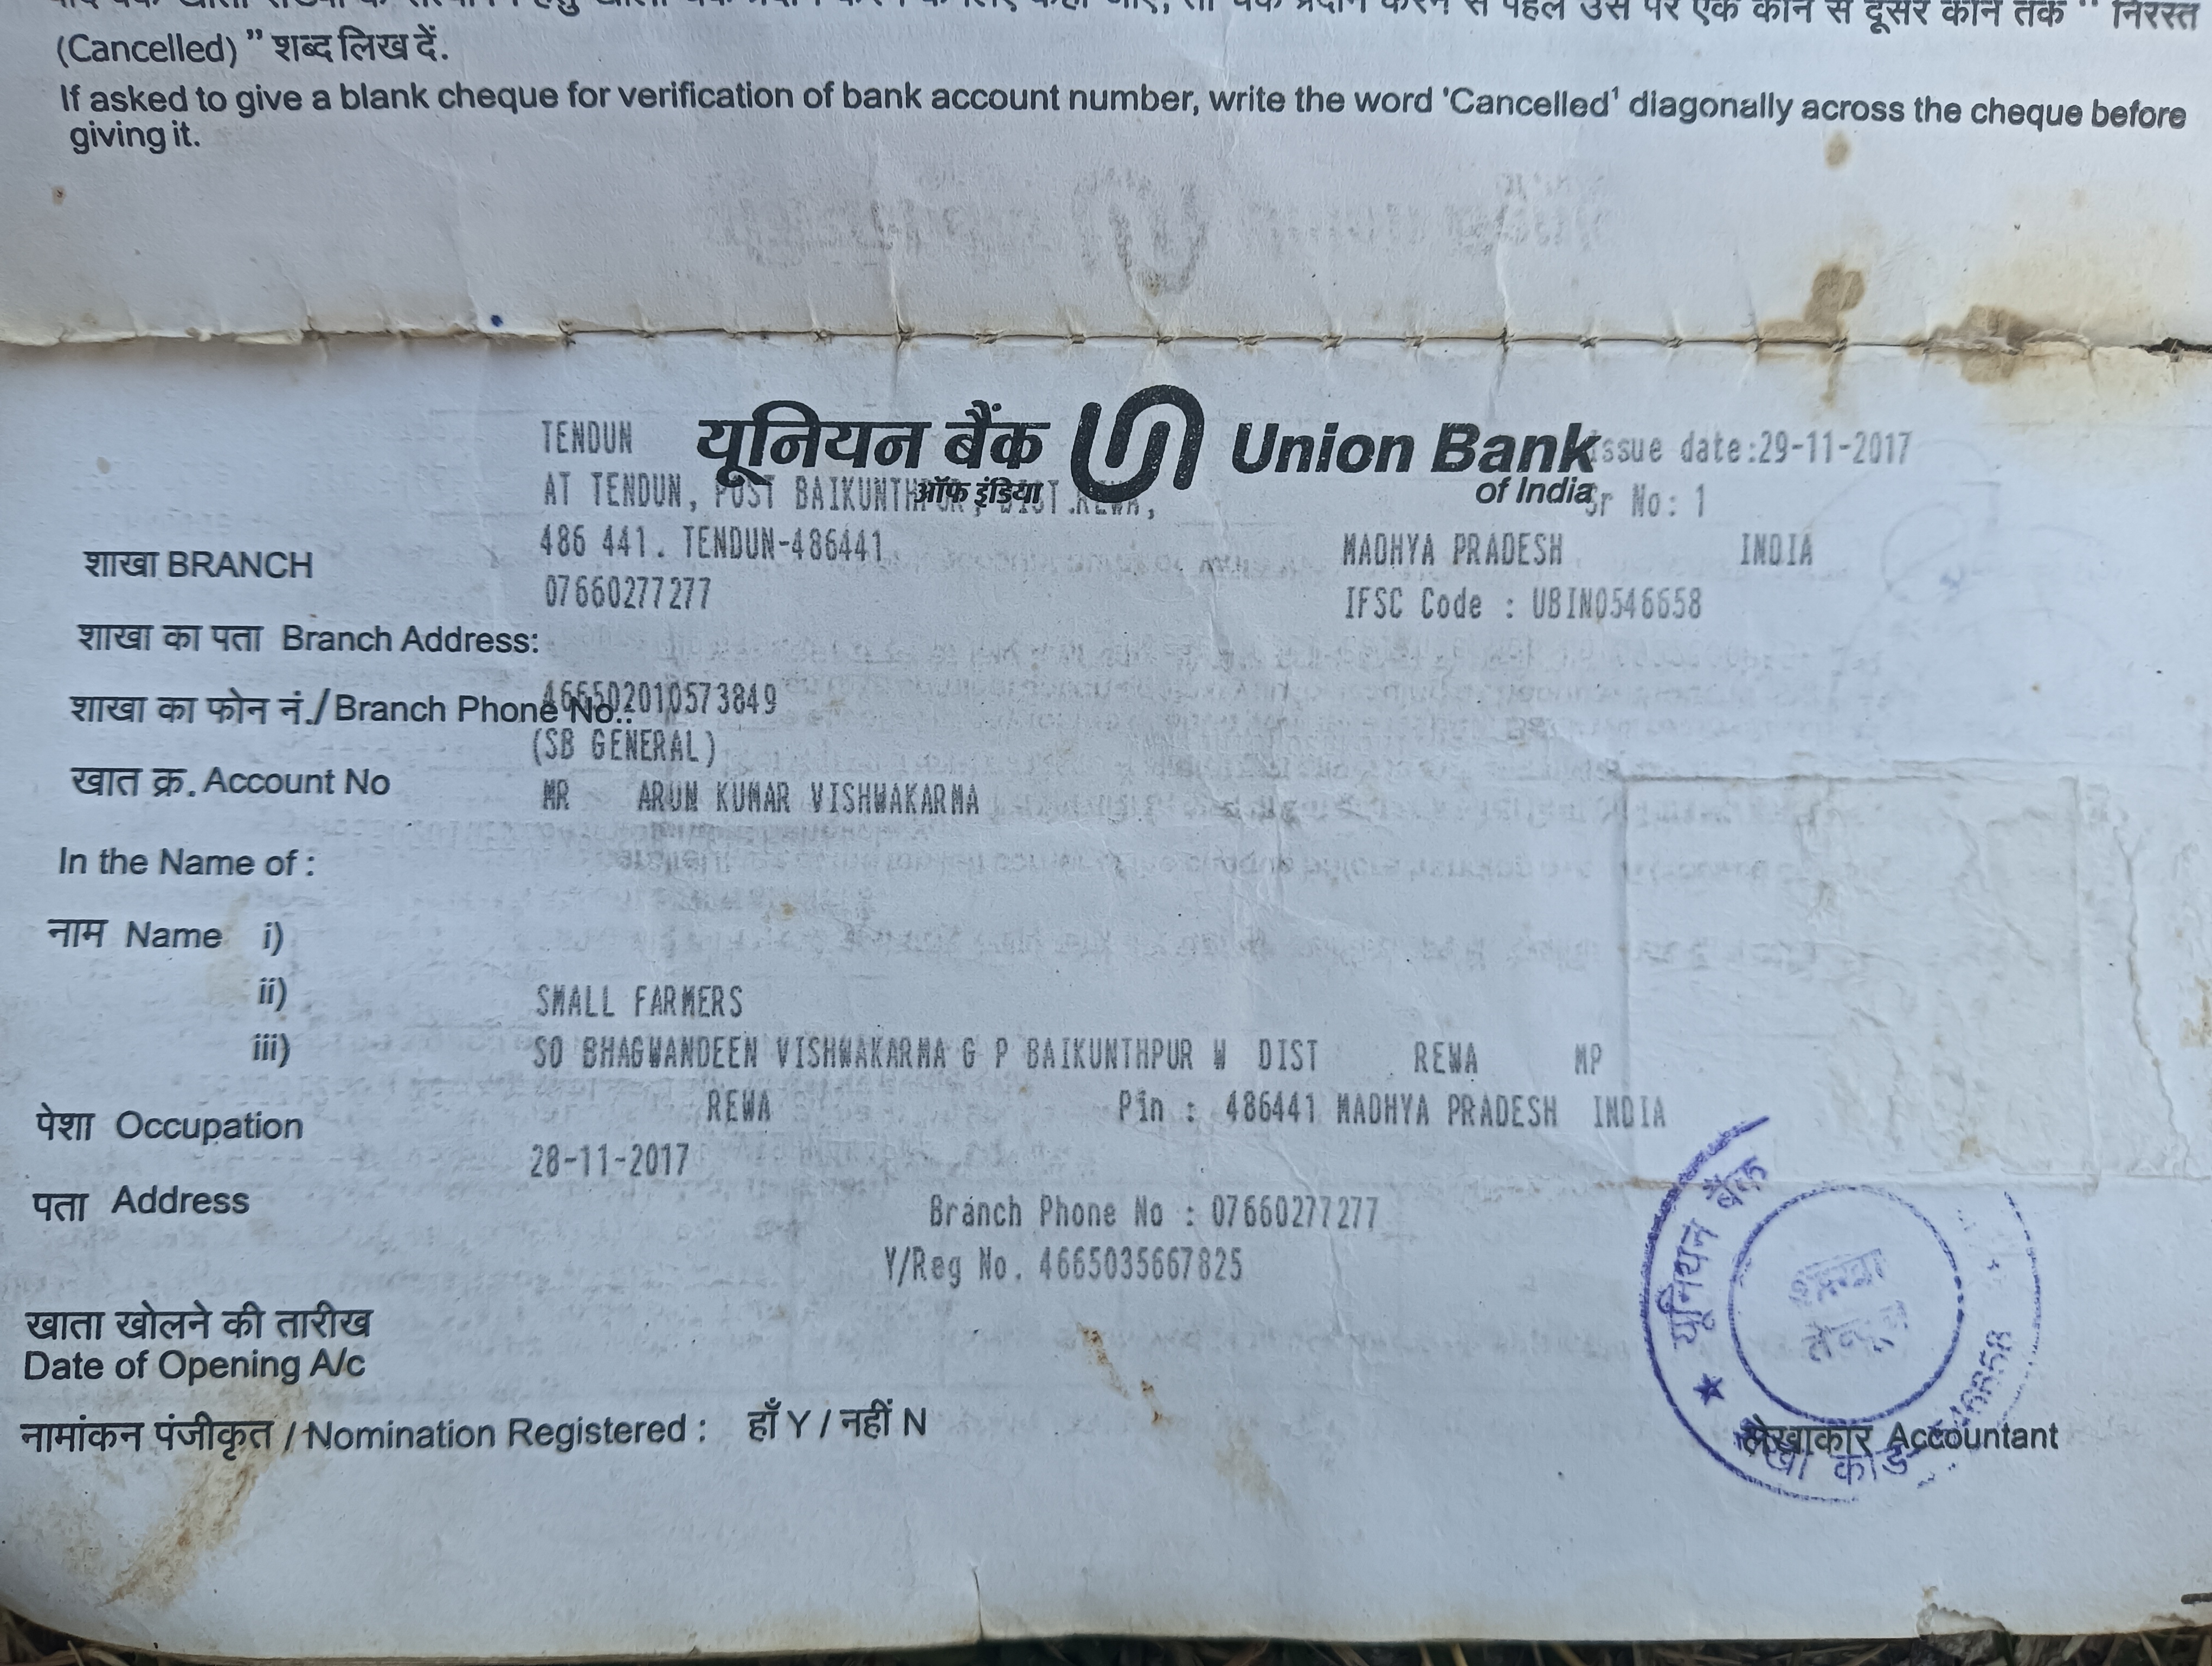 (Cancelled) " शब्द लिख दें.
If asked to give a blank cheque for verification of bank account number, write the word 'Cancelled' diagonally across the cheque before
giving it.
TENDUN
यूनियन बैंक Union Bank
Issue date:29-11-2017
ऑफ इंडिया of India
AT TENDUN, POST BAIKUNTHPUR, DIST.REWA,
Sr No: 1
486 441. TENDUN-486441 MADHYA PRADESH INDIA
शाखा BRANCH
07660277277 IFSC Code : UBIN0546658
शाखा का पता Branch Address:
466502010573849
शाखा का फोन नं./Branch Phone No.:
(SB GENERAL)
खात क्र. Account No
MR ARUN KUMAR VISHWAKARMA
In the Name of :
नाम Name i)
ii)
SMALL FARMERS
iii)
SO BHAGWANDEEN VISHWAKARMA G P BAIKUNTHPUR W DIST REWA MP
REWA Pin : 486441 MADHYA PRADESH INDIA
पेशा Occupation
28-11-2017
पता Address
Branch Phone No : 07660277277
Y/Reg No. 4665035667825
खाता खोलने की तारीख
Date of Opening A/c
नामांकन पंजीकृत / Nomination Registered : हाँ Y / नहीं N
लेखाकार Accountant
यूनियन बैंक
शाखा
546658